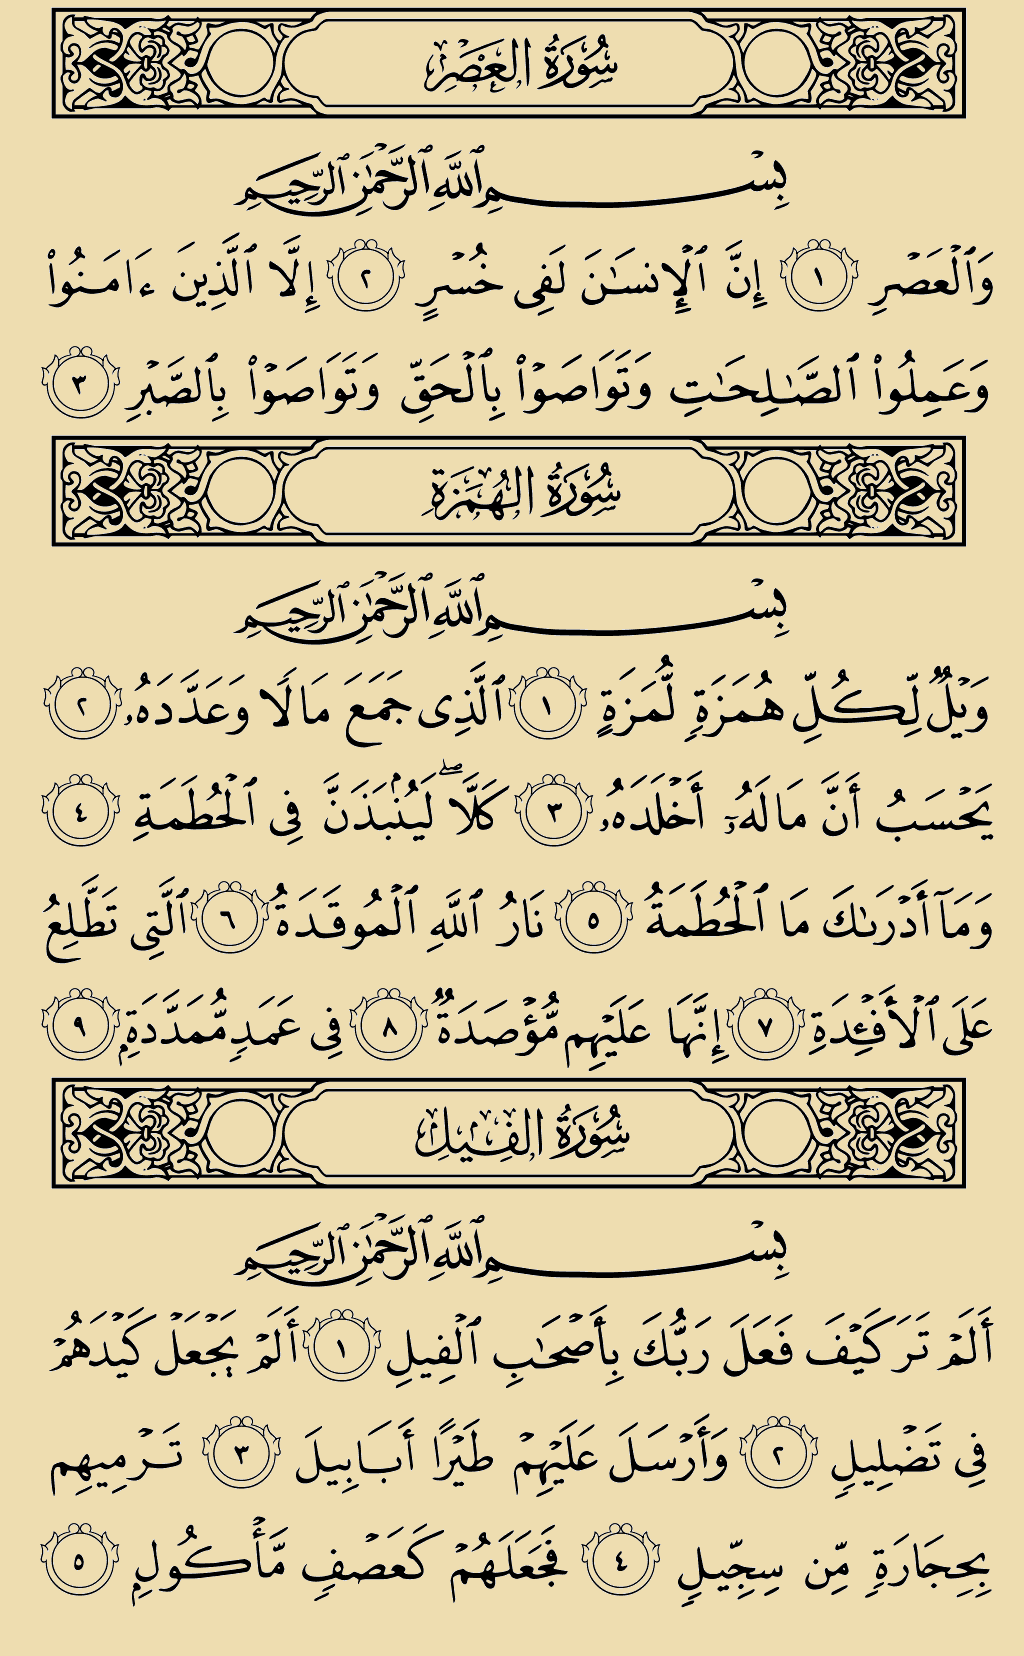 سُورَةُ العَصۡرِ
بِسۡمِ ٱللَّهِ ٱلرَّحۡمَٰنِ ٱلرَّحِيمِ
وَٱلۡعَصۡرِ ١ إِنَّ ٱلۡإِنسَٰنَ لَفِي خُسۡرٍ ٢ إِلَّا ٱلَّذِينَ ءَامَنُواْ
وَعَمِلُواْ ٱلصَّٰلِحَٰتِ وَتَوَاصَوۡاْ بِٱلۡحَقِّ وَتَوَاصَوۡاْ بِٱلصَّبۡرِ ٣
سُورَةُ الهُمَزَةِ
بِسۡمِ ٱللَّهِ ٱلرَّحۡمَٰنِ ٱلرَّحِيمِ
وَيۡلٞ لِّكُلِّ هُمَزَةٖ لُّمَزَةٍ ١ ٱلَّذِي جَمَعَ مَالٗا وَعَدَّدَهُۥ ٢
يَحۡسَبُ أَنَّ مَالَهُۥٓ أَخۡلَدَهُۥ ٣ كَلَّاۖ لَيُنۢبَذَنَّ فِي ٱلۡحُطَمَةِ ٤
وَمَآ أَدۡرَىٰكَ مَا ٱلۡحُطَمَةُ ٥ نَارُ ٱللَّهِ ٱلۡمُوقَدَةُ ٦ ٱلَّتِي تَطَّلِعُ
عَلَى ٱلۡأَفۡـِٔدَةِ ٧ إِنَّهَا عَلَيۡهِم مُّؤۡصَدَةٞ ٨ فِي عَمَدٖ مُّمَدَّدَةِۭ ٩
سُورَةُ الفِيلِ
بِسۡمِ ٱللَّهِ ٱلرَّحۡمَٰنِ ٱلرَّحِيمِ
أَلَمۡ تَرَ كَيۡفَ فَعَلَ رَبُّكَ بِأَصۡحَٰبِ ٱلۡفِيلِ ١ أَلَمۡ يَجۡعَلۡ كَيۡدَهُمۡ
فِي تَضۡلِيلٖ ٢ وَأَرۡسَلَ عَلَيۡهِمۡ طَيۡرًا أَبَابِيلَ ٣ تَرۡمِيهِم
بِحِجَارَةٖ مِّن سِجِّيلٖ ٤ فَجَعَلَهُمۡ كَعَصۡفٖ مَّأۡكُولِۭ ٥